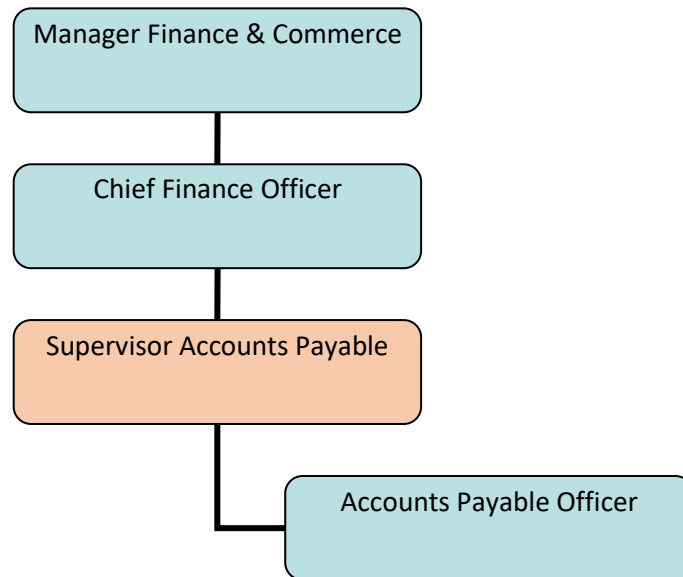 Manager Finance & Commerce
Chief Finance Officer
Supervisor Accounts Payable
Accounts Payable Officer